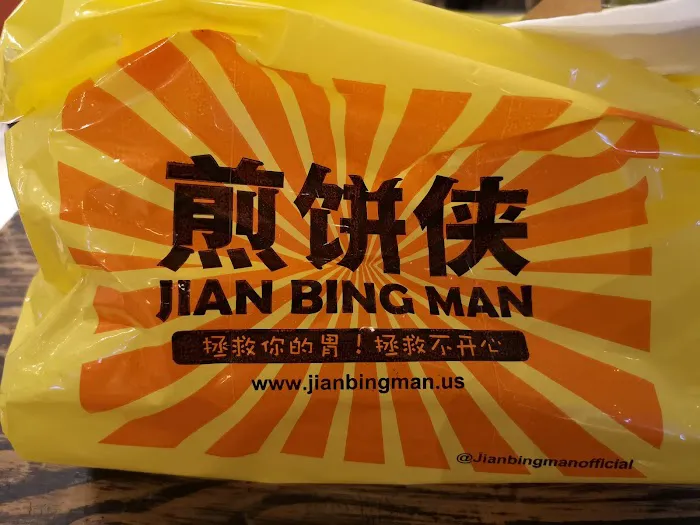 煎饼侠
JIAN BING MAN
拯救你的胃！拯救不开心
www.jianbingman.us
@Jianbingmanofficial